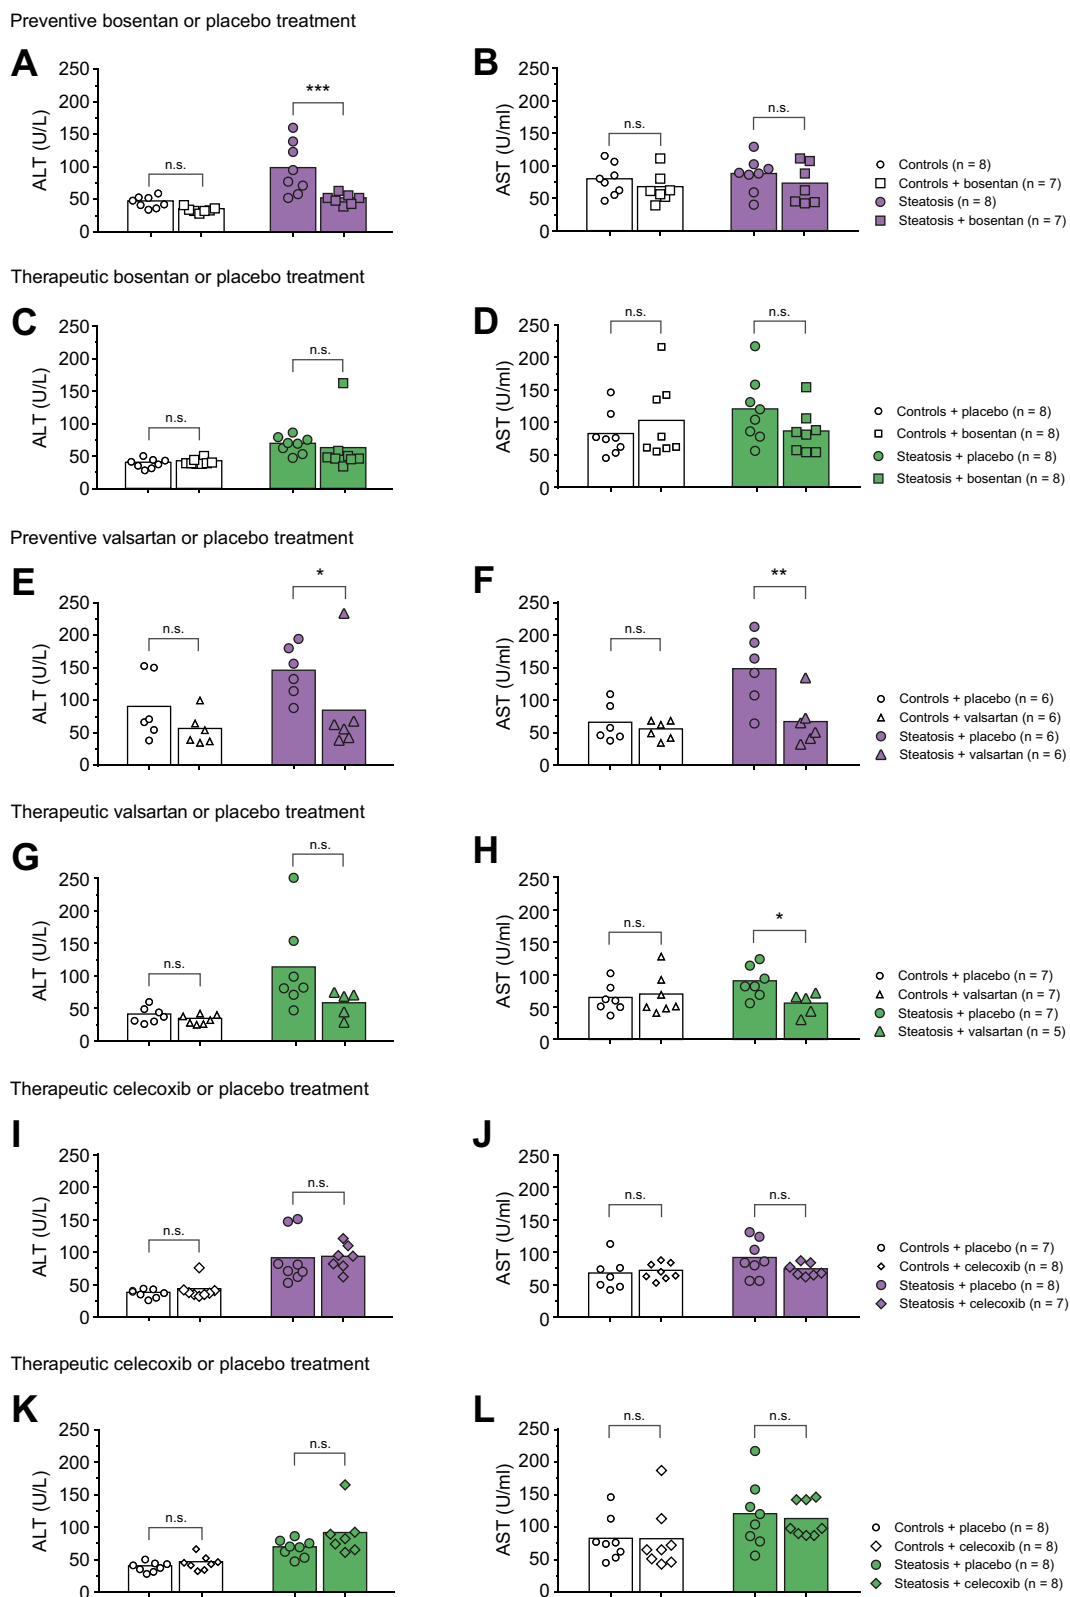 Preventive bosentan or placebo treatment
A
B
250
200
150
100
50
0
ALT (U/L)
n.s.
***
250
200
150
100
50
0
AST (U/ml)
n.s.
n.s.
Controls (n = 8)
Controls + bosentan (n = 7)
Steatosis (n = 8)
Steatosis + bosentan (n = 7)
Therapeutic bosentan or placebo treatment
C
D
250
200
150
100
50
0
ALT (U/L)
n.s.
n.s.
250
200
150
100
50
0
AST (U/ml)
n.s.
n.s.
Controls + placebo (n = 8)
Controls + bosentan (n = 8)
Steatosis + placebo (n = 8)
Steatosis + bosentan (n = 8)
Preventive valsartan or placebo treatment
E
F
250
200
150
100
50
0
ALT (U/L)
n.s.
*
250
200
150
100
50
0
AST (U/ml)
n.s.
**
Controls + placebo (n = 6)
Controls + valsartan (n = 6)
Steatosis + placebo (n = 6)
Steatosis + valsartan (n = 6)
Therapeutic valsartan or placebo treatment
G
H
250
200
150
100
50
0
ALT (U/L)
n.s.
n.s.
250
200
150
100
50
0
AST (U/ml)
n.s.
*
Controls + placebo (n = 7)
Controls + valsartan (n = 7)
Steatosis + placebo (n = 7)
Steatosis + valsartan (n = 5)
Therapeutic celecoxib or placebo treatment
I
J
250
200
150
100
50
0
ALT (U/L)
n.s.
n.s.
250
200
150
100
50
0
AST (U/ml)
n.s.
n.s.
Controls + placebo (n = 7)
Controls + celecoxib (n = 8)
Steatosis + placebo (n = 8)
Steatosis + celecoxib (n = 7)
Therapeutic celecoxib or placebo treatment
K
L
250
200
150
100
50
0
ALT (U/L)
n.s.
n.s.
250
200
150
100
50
0
AST (U/ml)
n.s.
n.s.
Controls + placebo (n = 8)
Controls + celecoxib (n = 8)
Steatosis + placebo (n = 8)
Steatosis + celecoxib (n = 8)